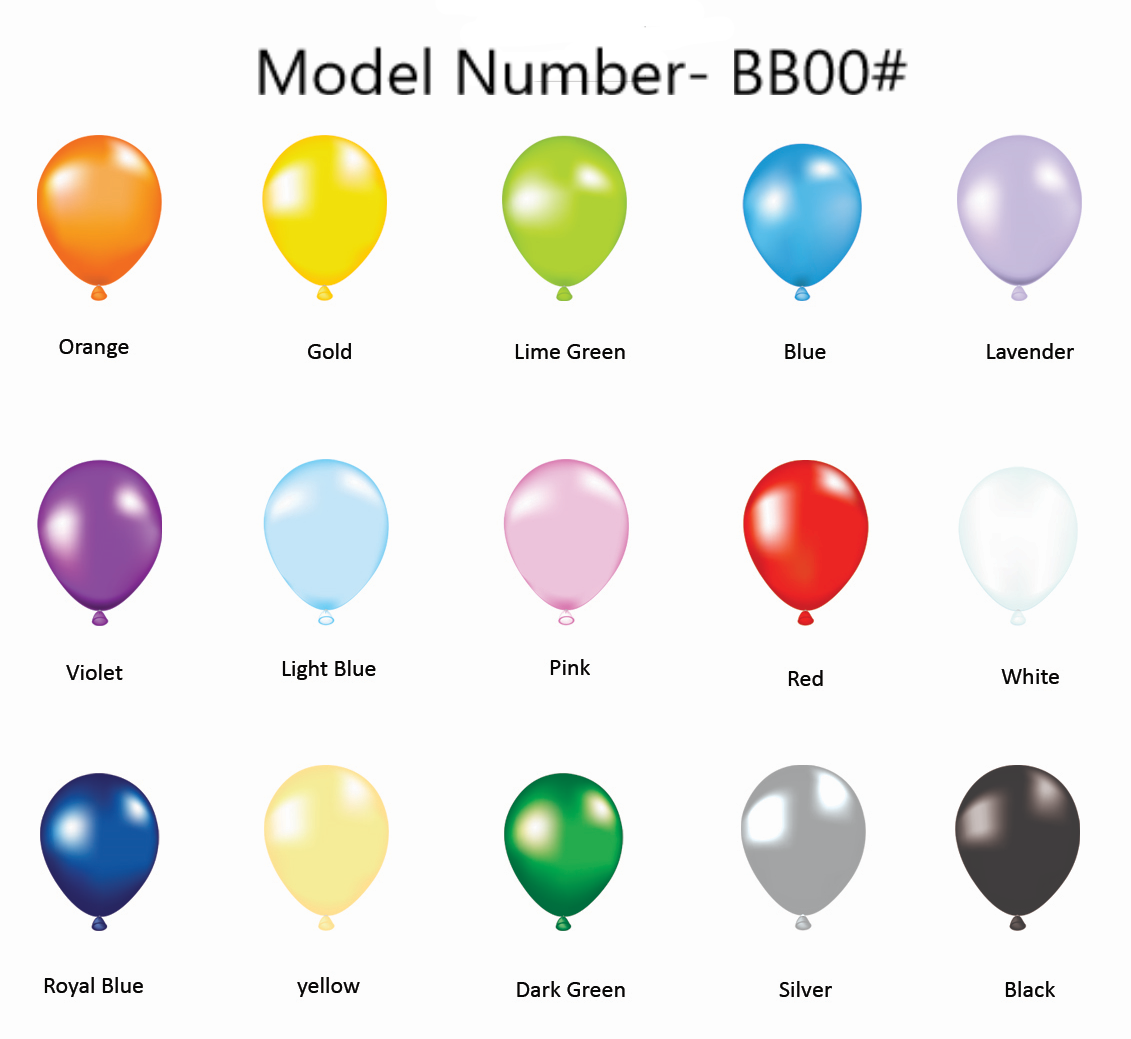 Model Number- BB00#
Orange
Gold
Lime Green
Blue
Lavender
Violet
Light Blue
Pink
Red
White
Royal Blue
yellow
Dark Green
Silver
Black